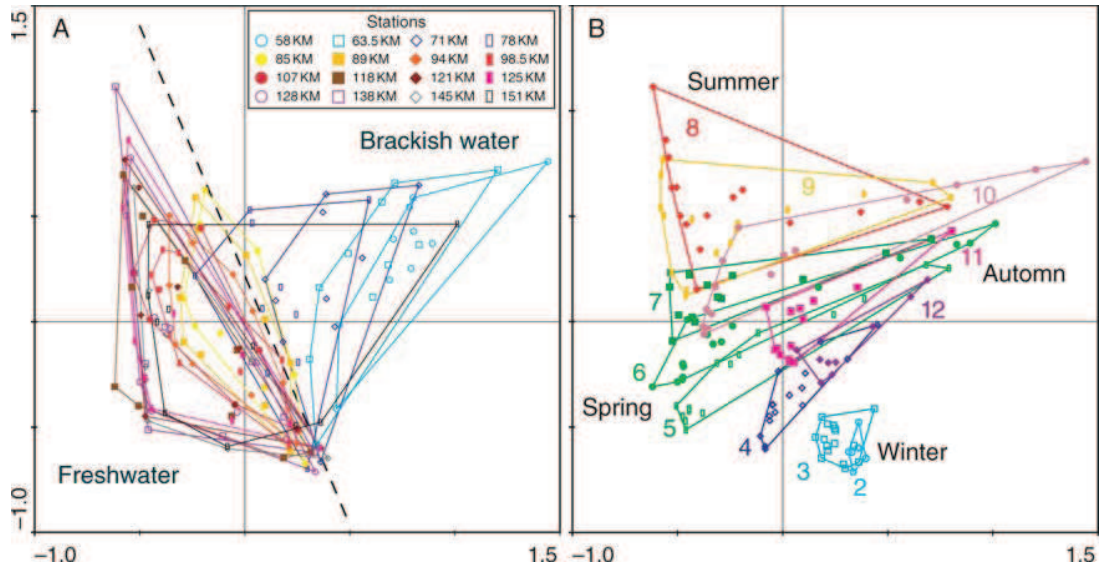 A
Stations
58 KM 63.5 KM 71 KM 78 KM
85 KM 89 KM 94 KM 98.5 KM
107 KM 118 KM 121 KM 125 KM
128 KM 138 KM 145 KM 151 KM
Brackish water
Freshwater
1.5
-1.0
-1.0 1.5
B
Summer
8
9
10
11
Automn
7
12
6
Spring
5
4
3
Winter
2
-1.0 1.5